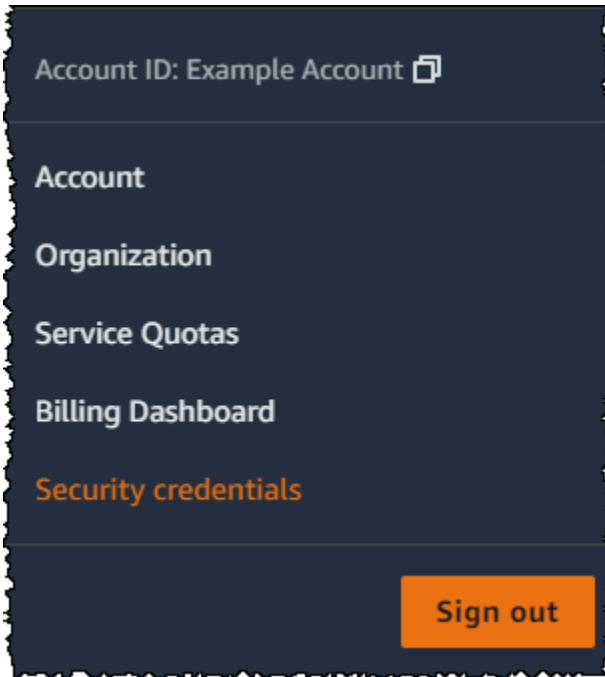 Account ID: Example Account
Account
Organization
Service Quotas
Billing Dashboard
Security credentials
Sign out